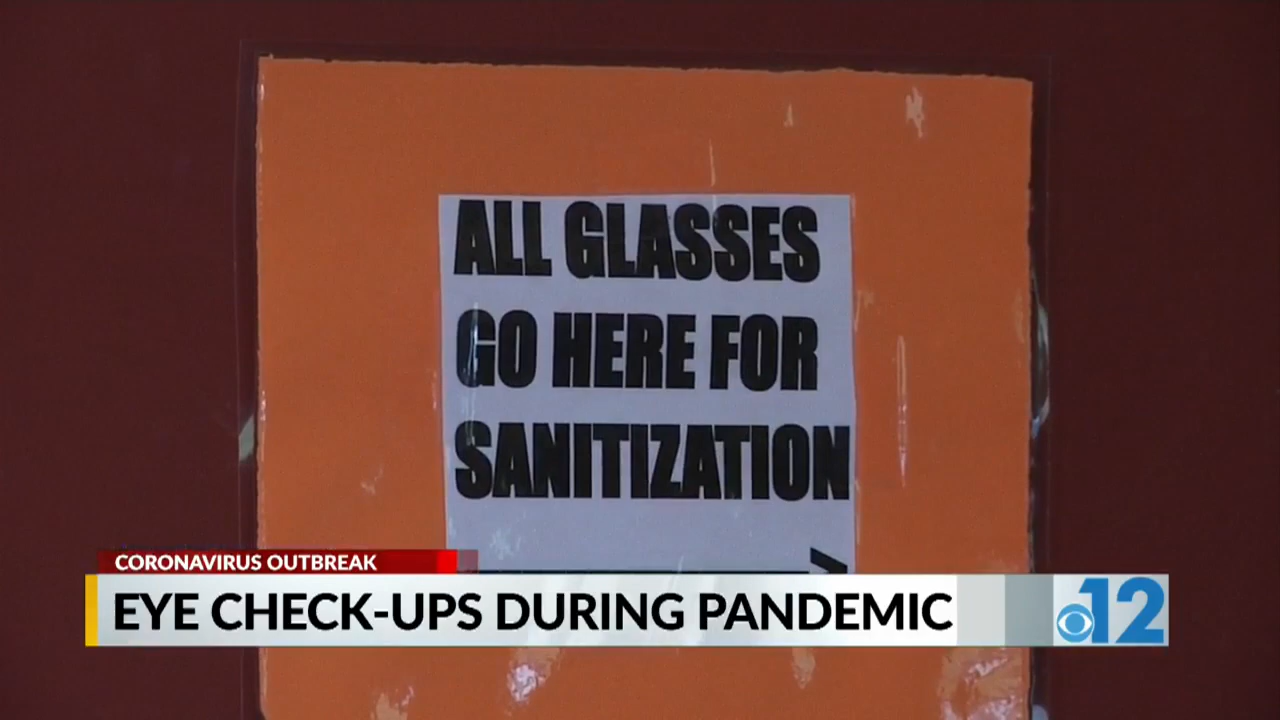 ALL GLASSES
GO HERE FOR
SANITIZATION
CORONAVIRUS OUTBREAK
EYE CHECK-UPS DURING PANDEMIC
12